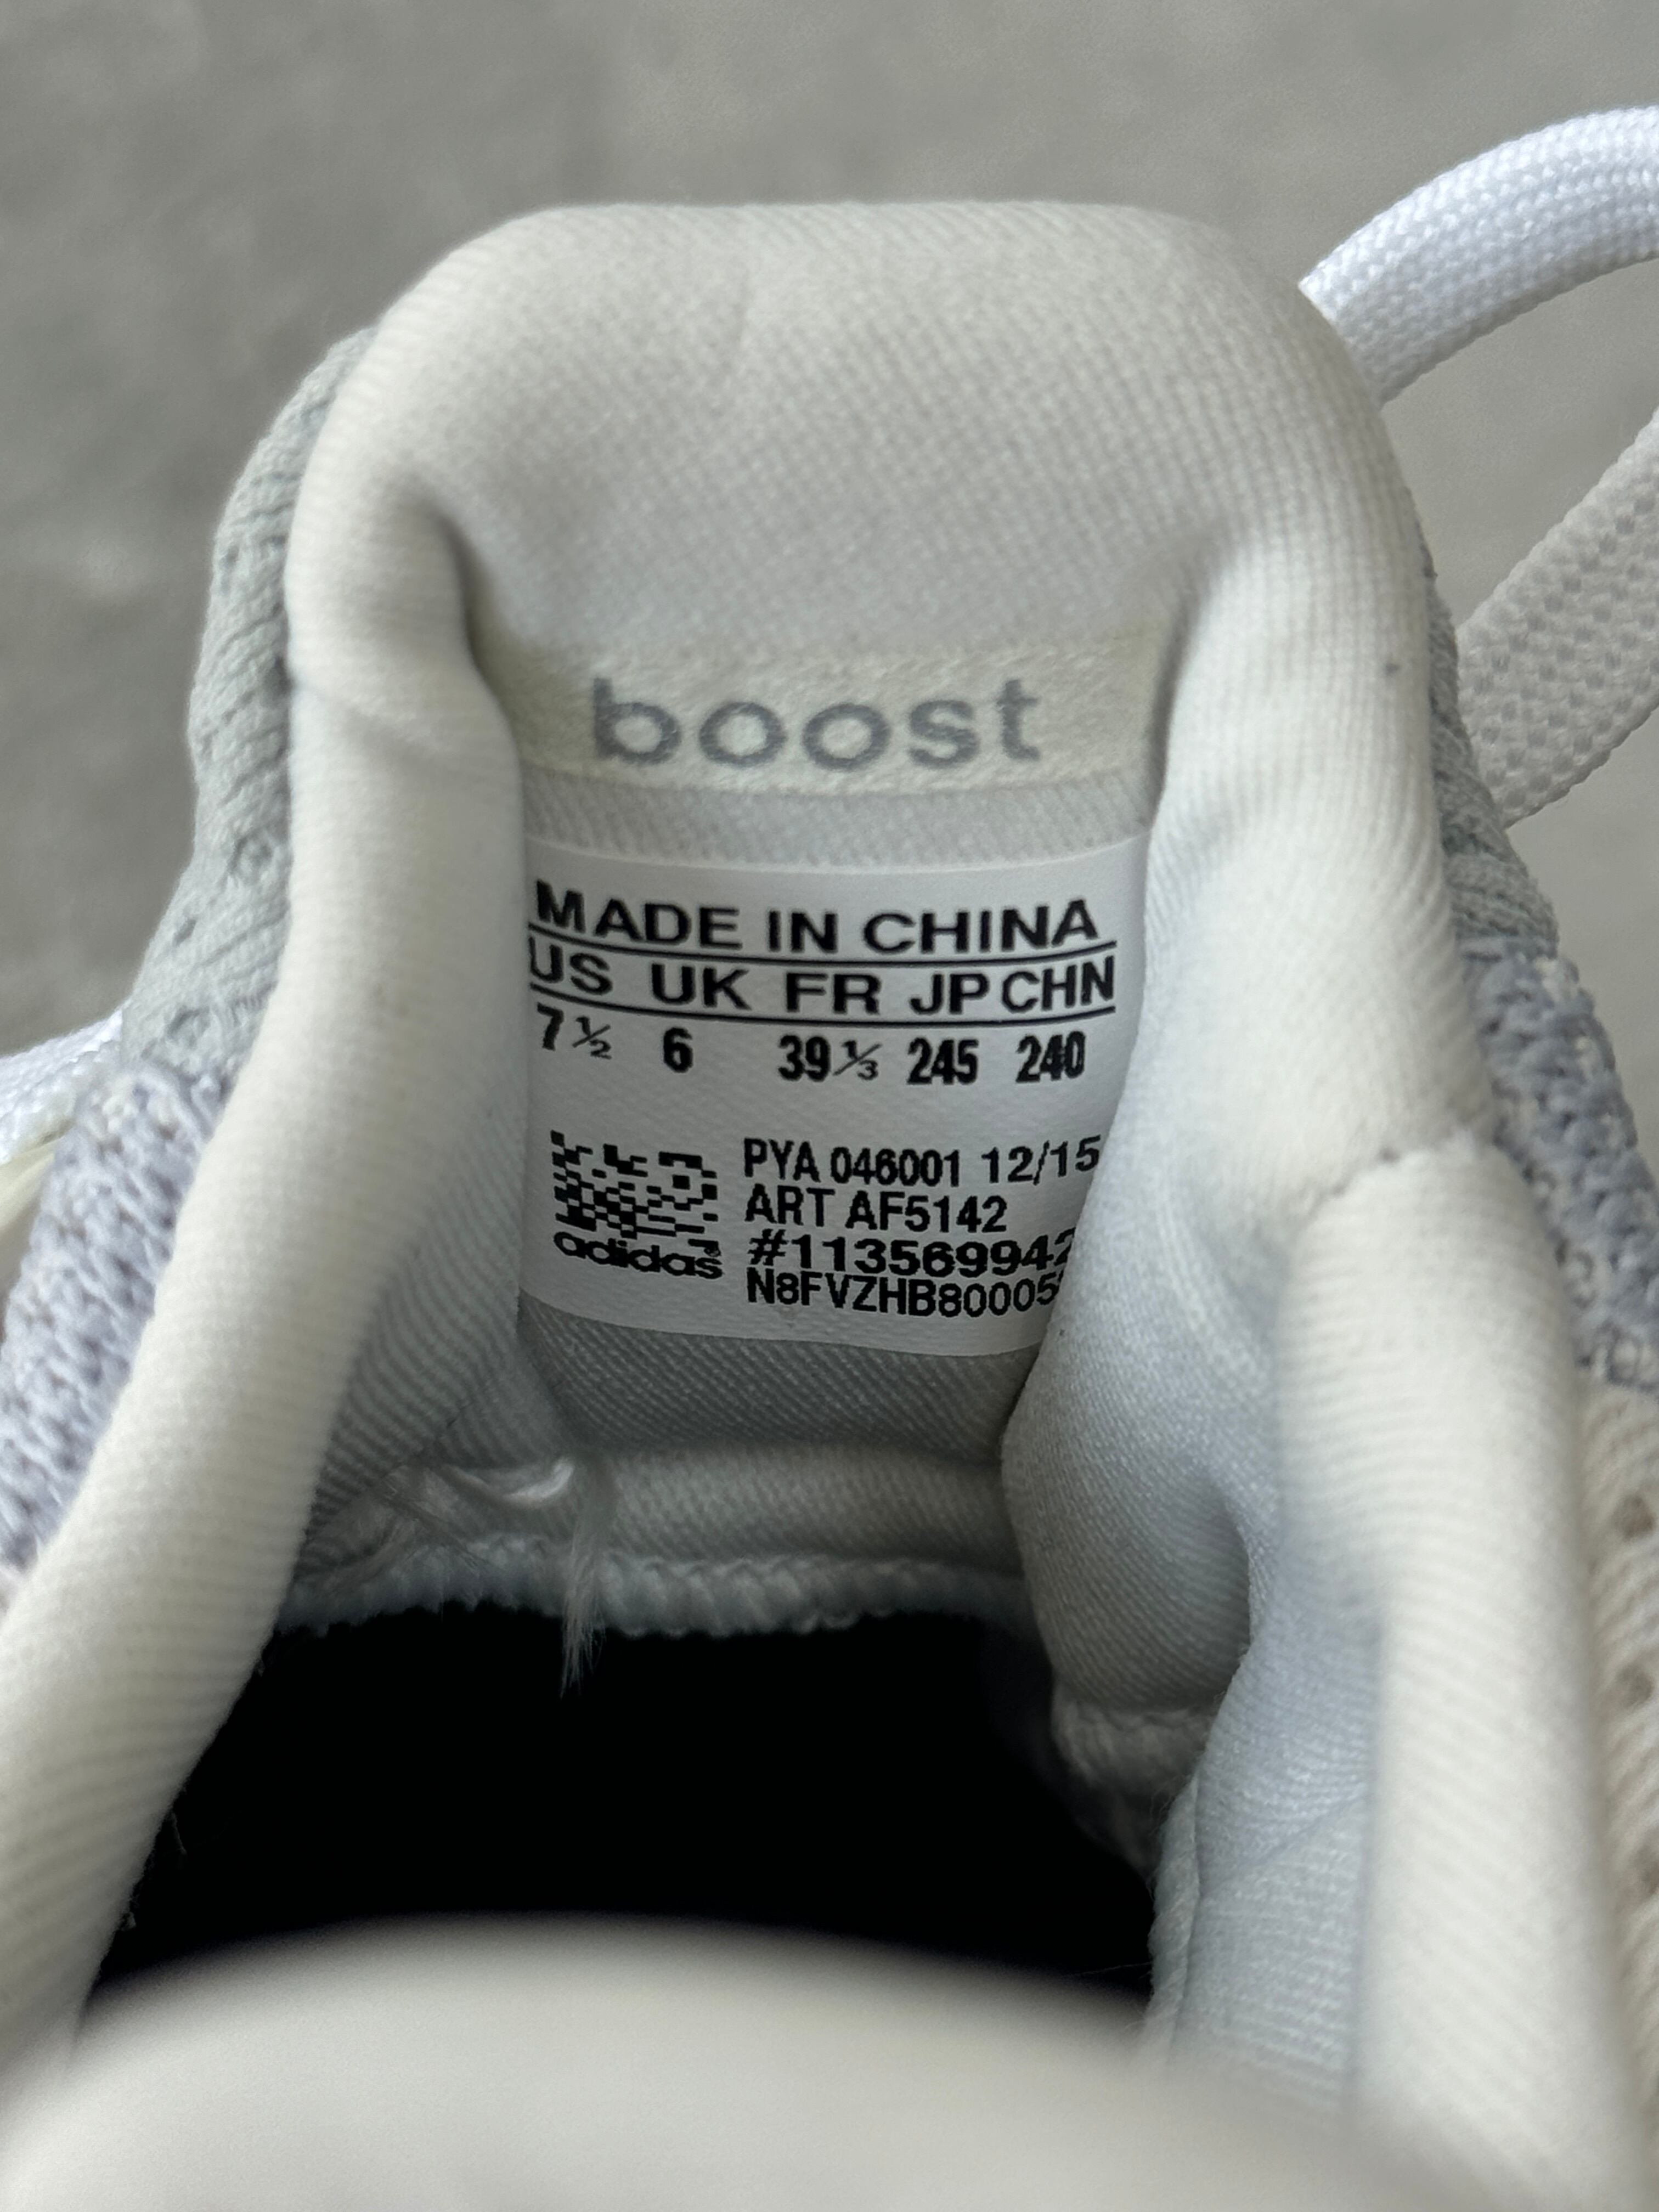 boost
MADE IN CHINA
US UK FR JP CHN
7½ 6 39⅓ 245 240
PYA 046001 12/15
ART AF5142
adidas